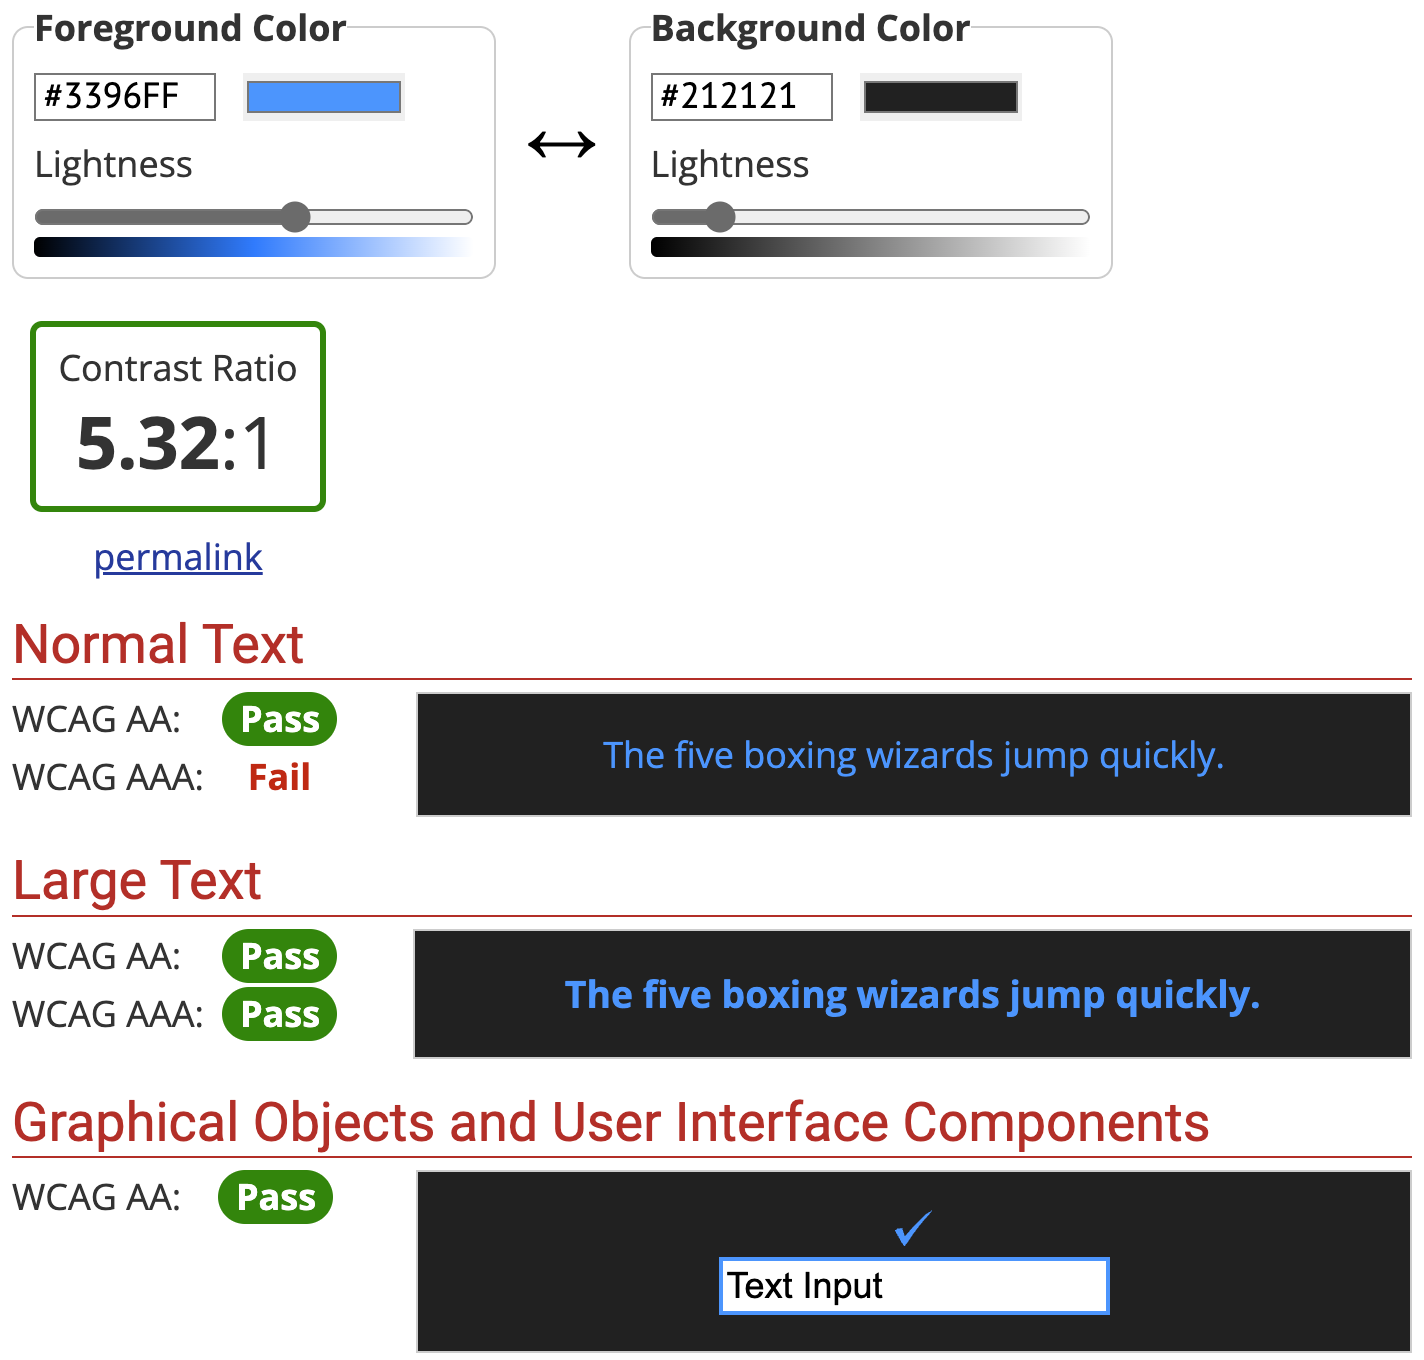 Foreground Color
#3396FF
Lightness
Background Color
#212121
Lightness
Contrast Ratio
5.32:1
permalink
Normal Text
WCAG AA: Pass
WCAG AAA: Fail
The five boxing wizards jump quickly.
Large Text
WCAG AA: Pass
WCAG AAA: Pass
The five boxing wizards jump quickly.
Graphical Objects and User Interface Components
WCAG AA: Pass
Text Input